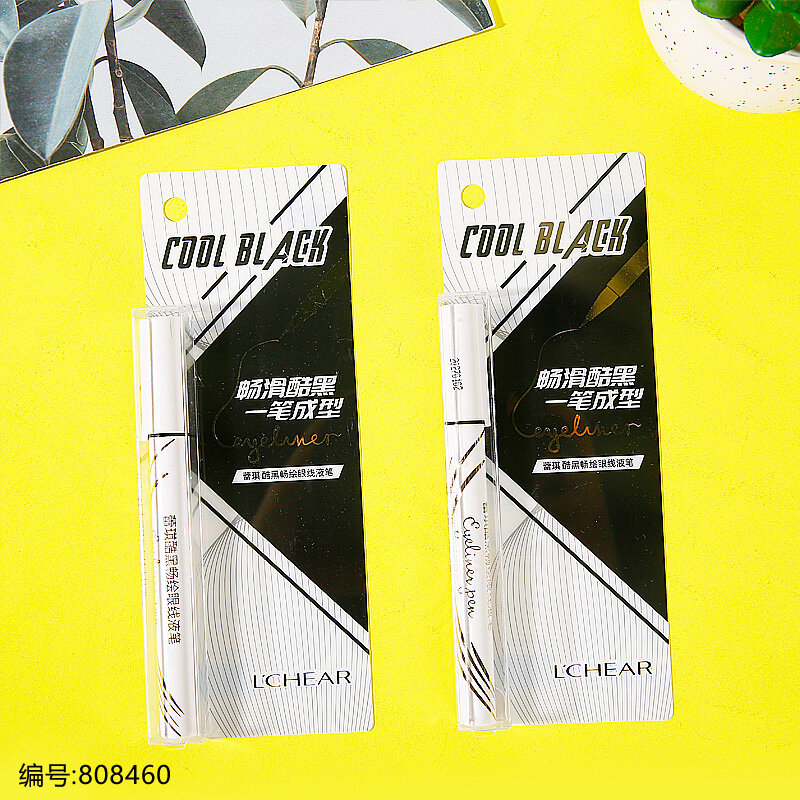 COOL BLACK
畅滑酷黑
一笔成型
eyeliner
蕾琪 酷黑畅绘眼线液笔
蕾琪酷黑畅绘眼线液笔
L'CHEAR
COOL BLACK
畅滑酷黑
一笔成型
eyeliner
蕾琪 酷黑畅绘眼线液笔
Eyeliner pen
L'CHEAR
编号:808460